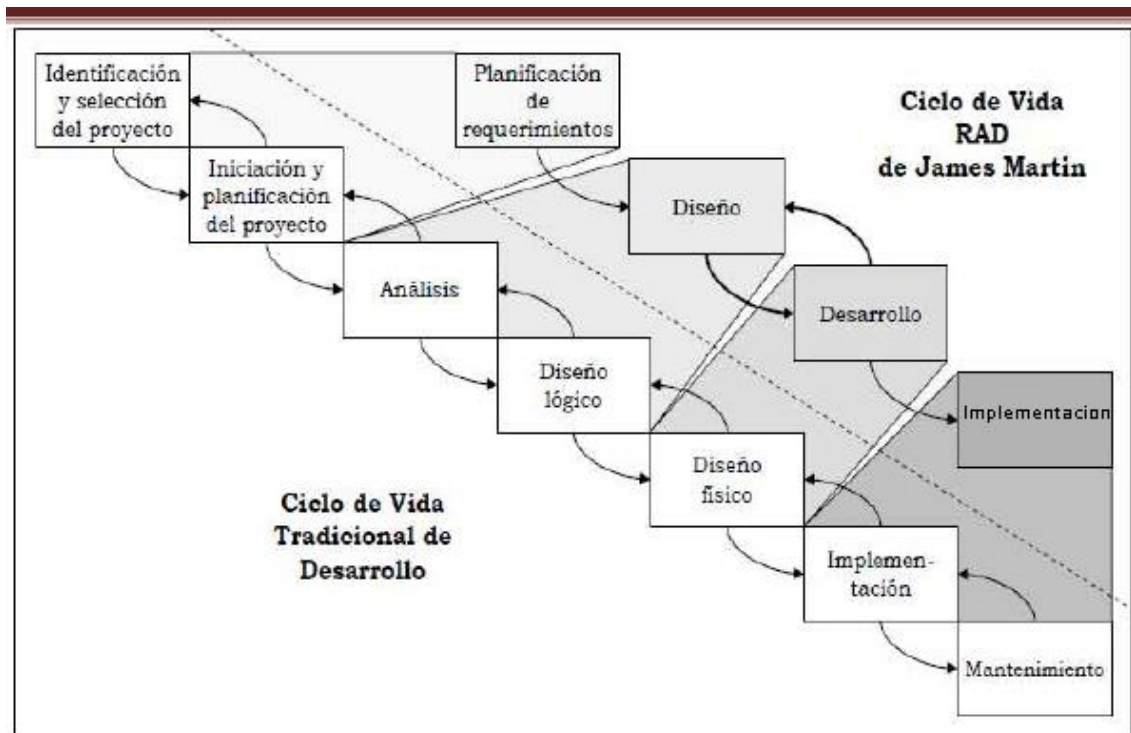 Identificación
y selección
del proyecto
Planificación
de
requerimientos
Ciclo de Vida
RAD
de James Martin
Iniciación y
planificación
del proyecto
Diseño
Análisis
Desarrollo
Diseño
lógico
Implementacion
Diseño
físico
Ciclo de Vida
Tradicional de
Desarrollo
Implemen-
tación
Mantenimiento